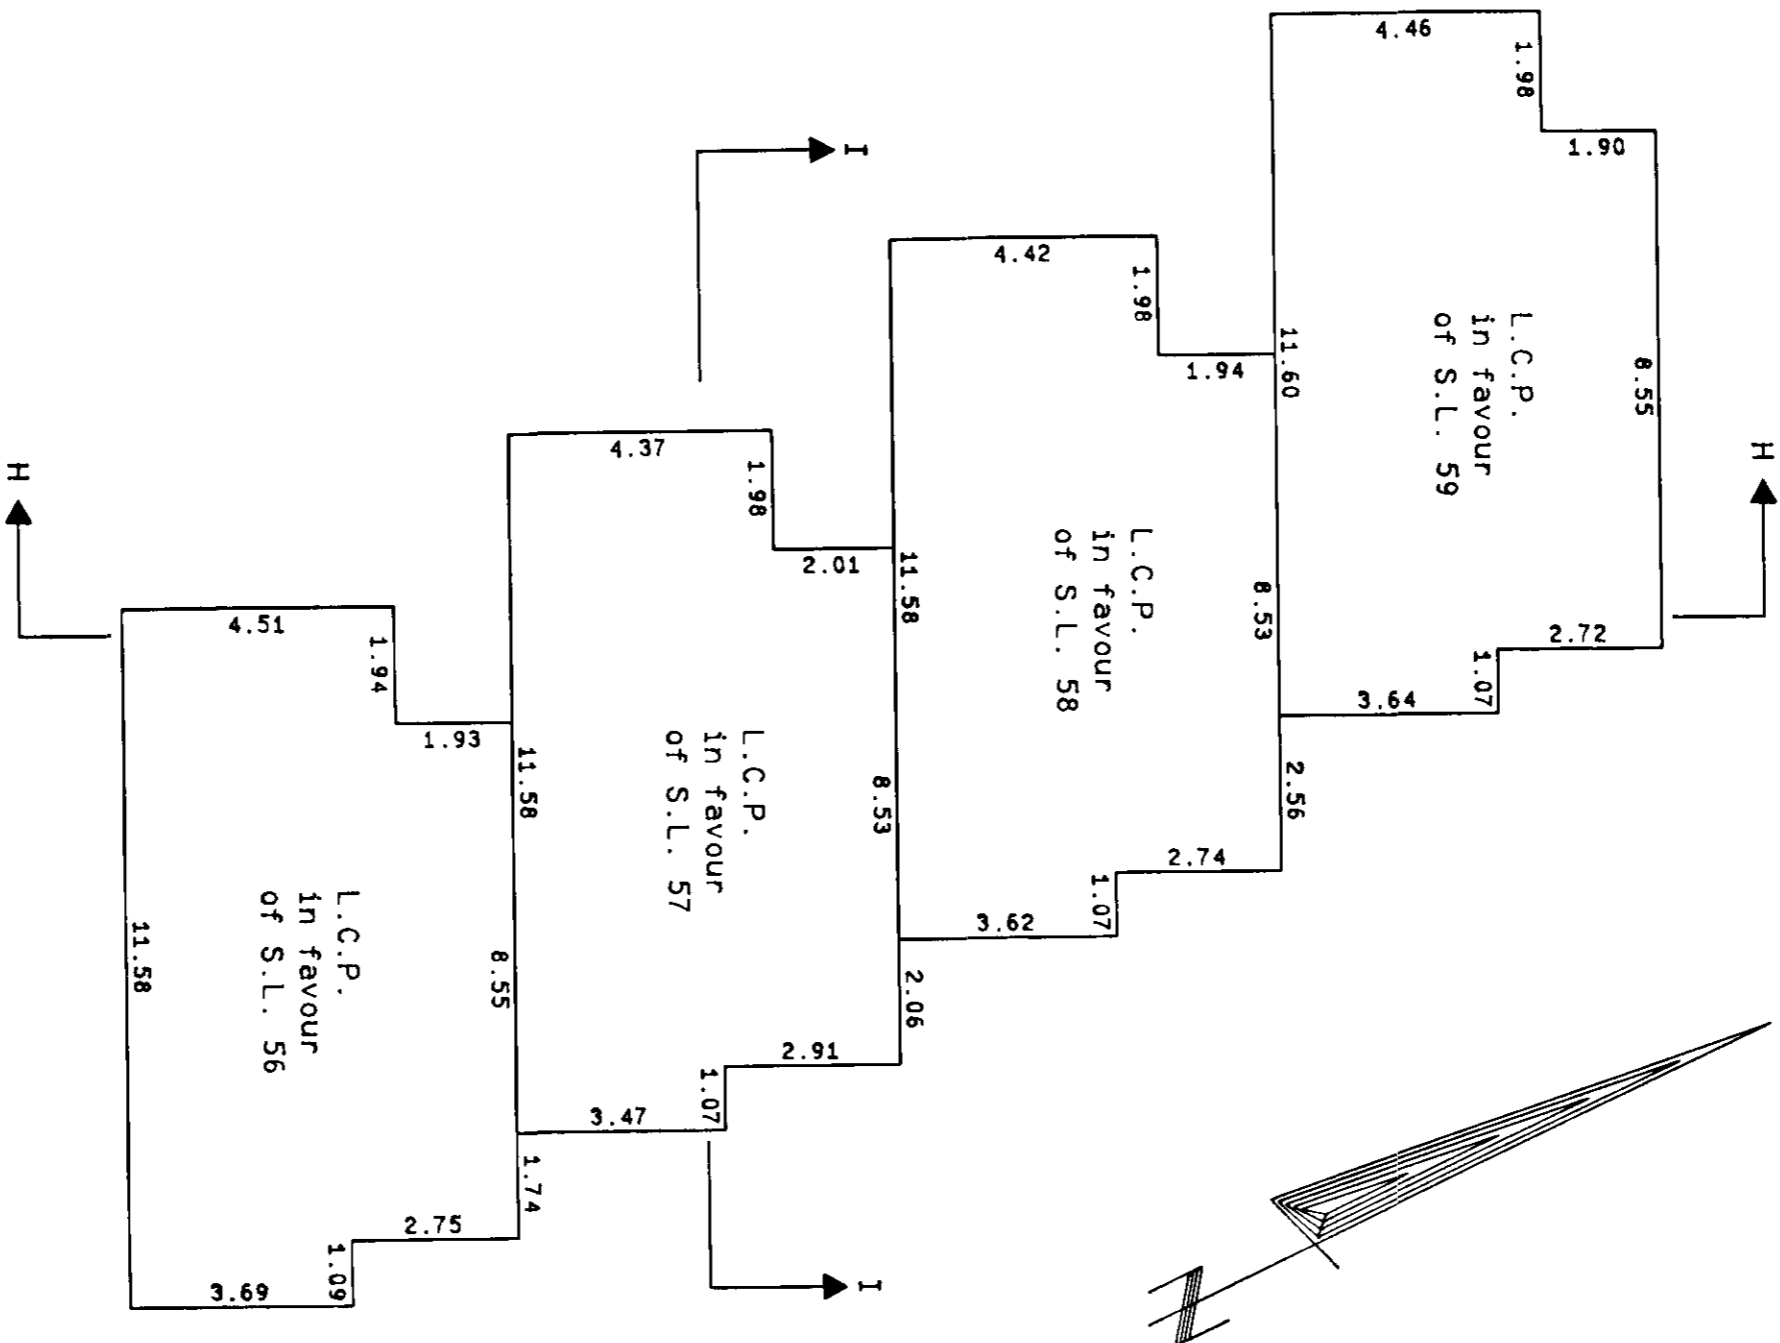 4.46
1.98
1.90
8.55
L.C.P.
in favour
of S.L. 59
11.60
2.72
1.07
3.64
H
I
4.42
1.98
1.94
L.C.P.
in favour
of S.L. 58
11.58
8.53
2.56
2.74
1.07
3.62
4.37
1.98
2.01
L.C.P.
in favour
of S.L. 57
11.58
8.53
2.06
2.91
1.07
3.47
H
4.51
1.94
1.93
L.C.P.
in favour
of S.L. 56
11.58
8.55
1.74
2.75
1.09
3.69
I
N